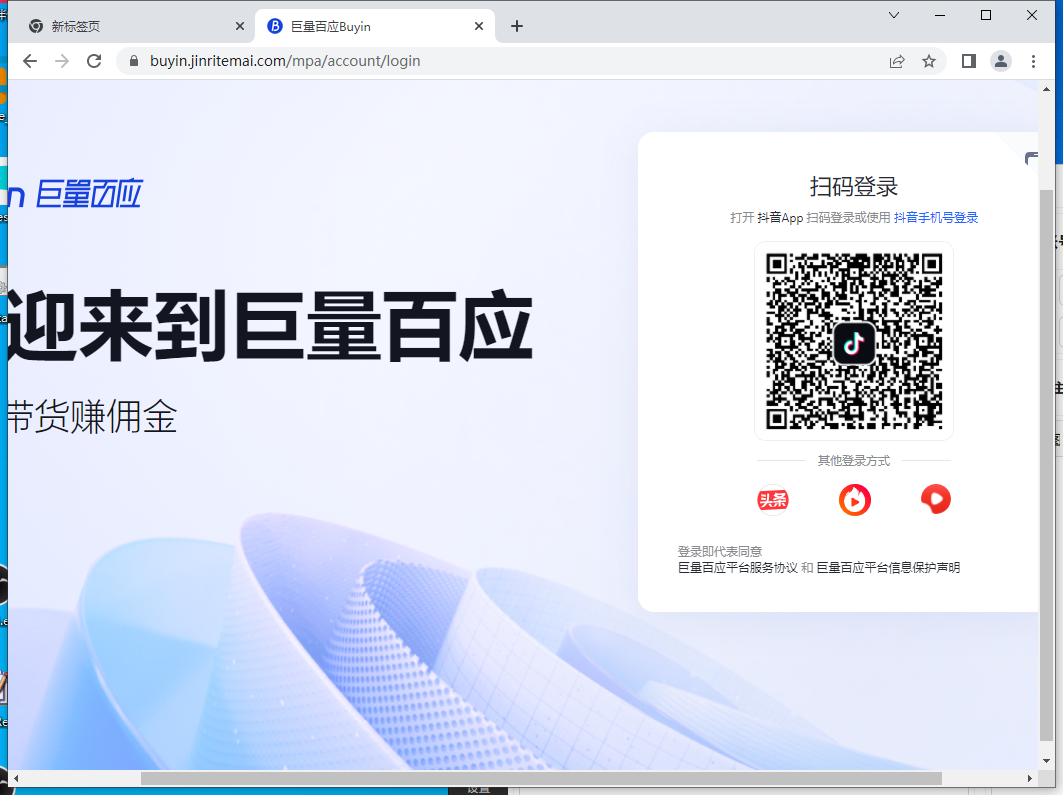 新标签页
巨量百应Buyin
buyin.jinritemai.com/mpa/account/login
n 巨量百应
迎来到巨量百应
带货赚佣金
扫码登录
打开 抖音App 扫码登录或使用 抖音手机号登录
其他登录方式
头条
登录即代表同意
巨量百应平台服务协议 和 巨量百应平台信息保护声明
设置